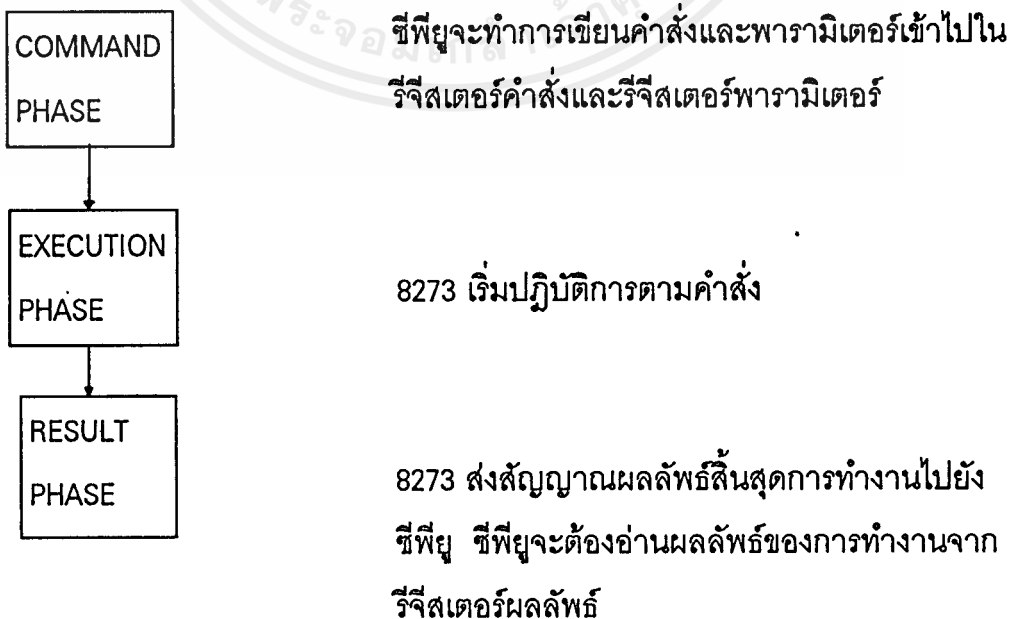 COMMAND
PHASE
ซีพียูจะทำการเขียนคำสั่งและพารามิเตอร์เข้าไปใน
รีจีสเตอร์คำสั่งและรีจีสเตอร์พารามิเตอร์
EXECUTION
PHASE
8273 เริ่มปฏิบัติการตามคำสั่ง
RESULT
PHASE
8273 ส่งสัญญาณผลลัพธ์สิ้นสุดการทำงานไปยัง
ซีพียู ซีพียูจะต้องอ่านผลลัพธ์ของการทำงานจาก
รีจีสเตอร์ผลลัพธ์